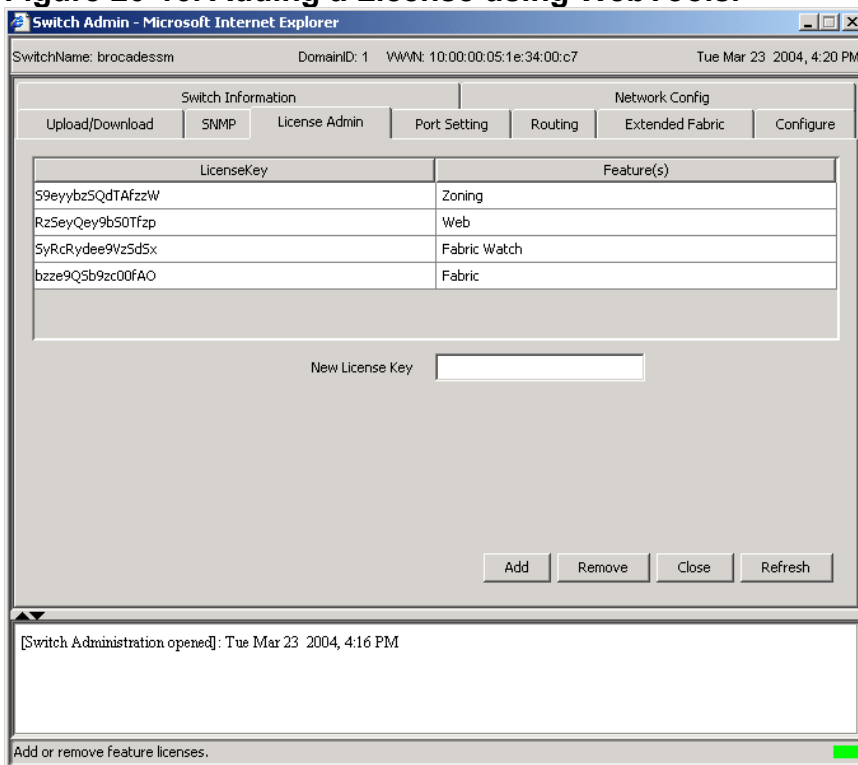 Switch Admin - Microsoft Internet Explorer
SwitchName: brocadessm DomainID: 1 WWN: 10:00:00:05:1e:34:00:c7 Tue Mar 23 2004, 4:20 PM
Switch Information Network Config
Upload/Download SNMP License Admin Port Setting Routing Extended Fabric Configure
LicenseKey Feature(s)
S9eyybzSQdTAfzzW Zoning
RzSeyQey9bS0Tfzp Web
SyRcRydee9VzSdSx Fabric Watch
bzze9QSb9zc00fAO Fabric
New License Key
Add Remove Close Refresh
[Switch Administration opened]: Tue Mar 23 2004, 4:16 PM
Add or remove feature licenses.